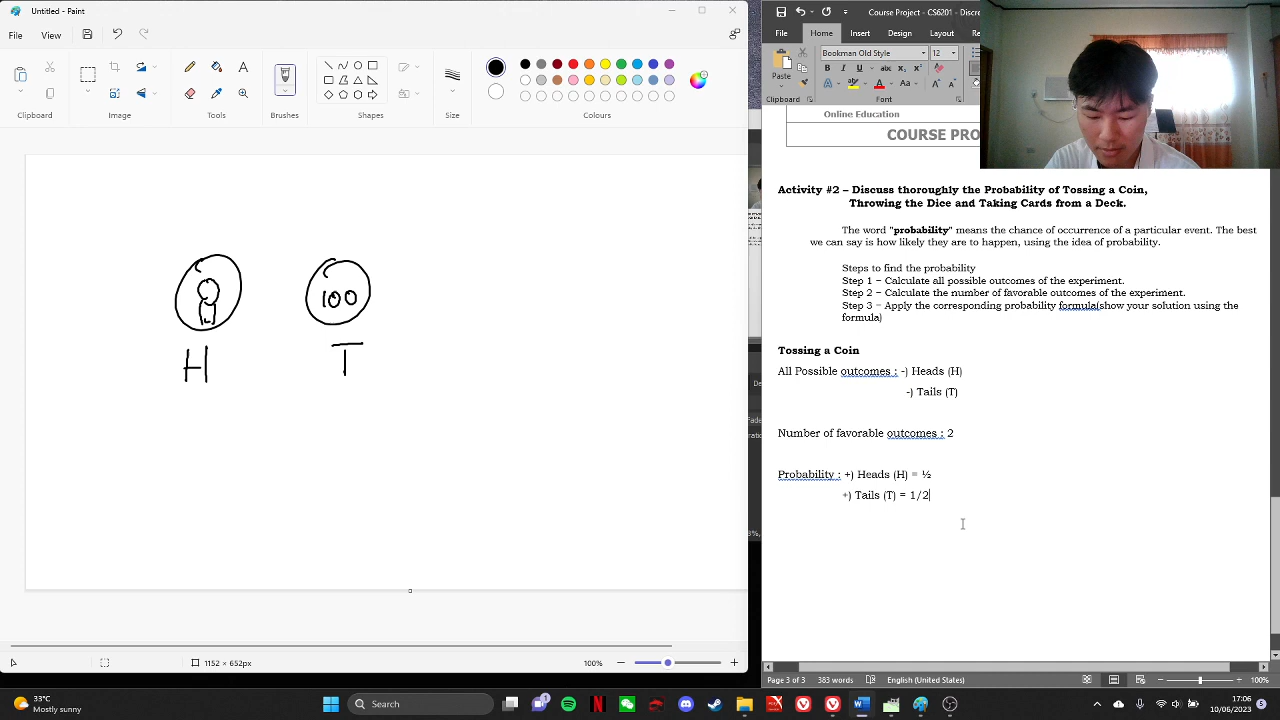 Untitled - Paint
File
View
Clipboard
Image
Tools
Brushes
Shapes
Size
Colours
100
H
T
1152 × 652px
100%
Course Project - CS6201 - Discre
File
Home
Insert
Design
Layout
Paste
Clipboard
Bookman Old Style
12
Font
Online Education
COURSE PRO
Activity #2 – Discuss thoroughly the Probability of Tossing a Coin,
Throwing the Dice and Taking Cards from a Deck.
The word "probability" means the chance of occurrence of a particular event. The best
we can say is how likely they are to happen, using the idea of probability.
Steps to find the probability
Step 1 – Calculate all possible outcomes of the experiment.
Step 2 – Calculate the number of favorable outcomes of the experiment.
Step 3 – Apply the corresponding probability formula(show your solution using the
formula)
Tossing a Coin
All Possible outcomes : -) Heads (H)
-) Tails (T)
Number of favorable outcomes : 2
Probability : +) Heads (H) = ½
+) Tails (T) = 1/2
Page 3 of 3
383 words
English (United States)
100%
33°C
Mostly sunny
Search
17:06
10/06/2023